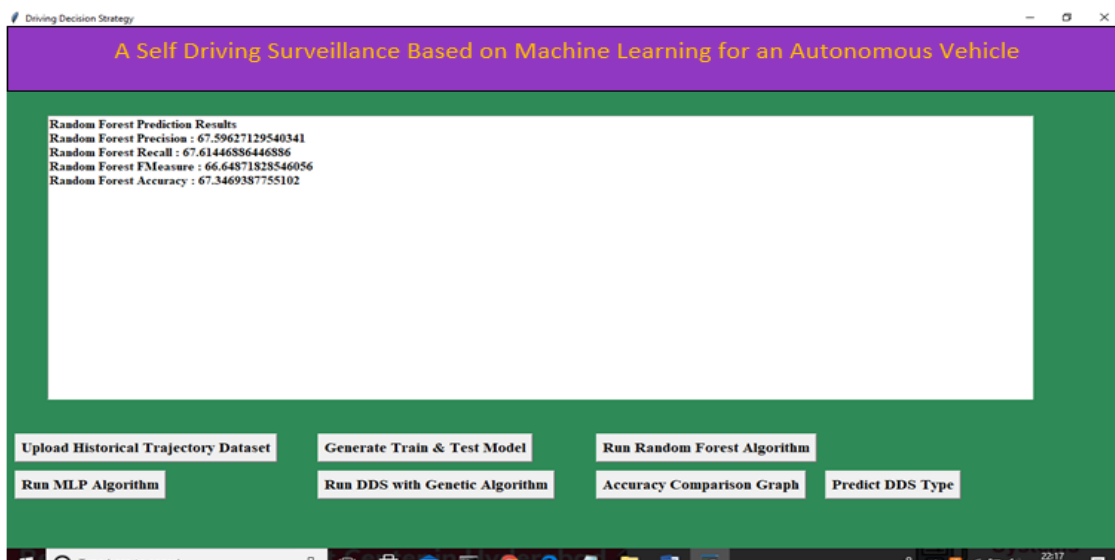 Driving Decision Strategy
A Self Driving Surveillance Based on Machine Learning for an Autonomous Vehicle
Random Forest Prediction Results
Random Forest Precision : 67.59627129540341
Random Forest Recall : 67.61446886446886
Random Forest FMeasure : 66.64871828546056
Random Forest Accuracy : 67.3469387755102
Upload Historical Trajectory Dataset Generate Train & Test Model Run Random Forest Algorithm
Run MLP Algorithm Run DDS with Genetic Algorithm Accuracy Comparison Graph Predict DDS Type
22:17